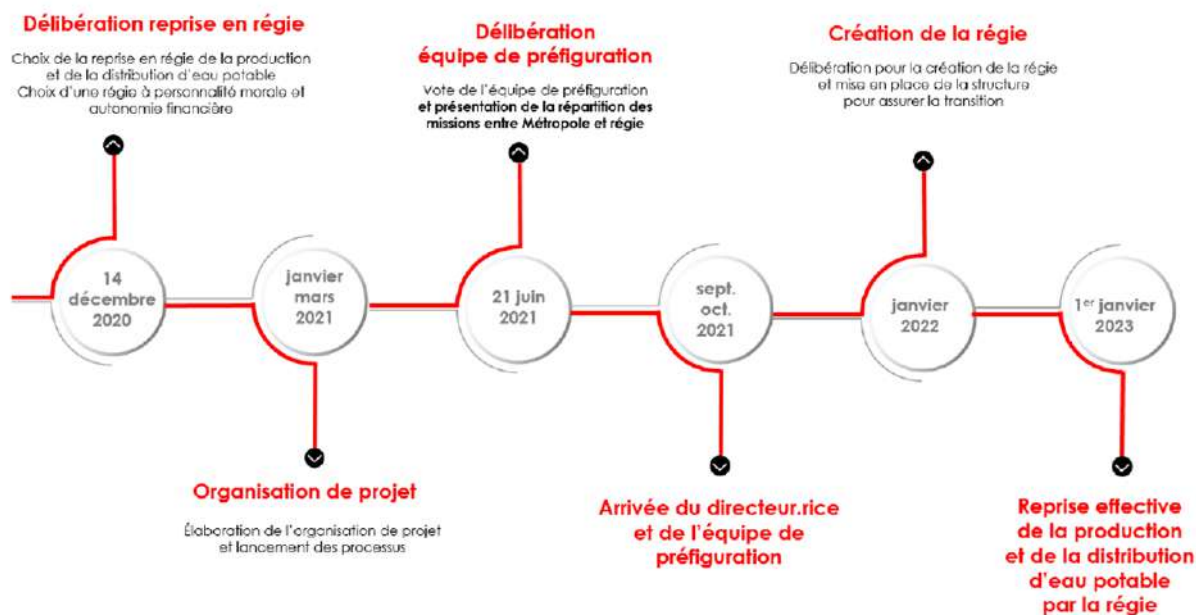 Délibération reprise en régie
Choix de la reprise en régie de la production
et de la distribution d'eau potable
Choix d'une régie à personnalité morale et
autonomie financière
14
décembre
2020
janvier
mars
2021
Organisation de projet
Élaboration de l'organisation de projet
et lancement des processus
Délibération
équipe de préfiguration
Vote de l'équipe de préfiguration
et présentation de la répartition des
missions entre Métropole et régie
21 juin
2021
sept.
oct.
2021
Arrivée du directeur.rice
et de l'équipe de
préfiguration
Création de la régie
Délibération pour la création de la régie
et mise en place de la structure
pour assurer la transition
janvier
2022
1er janvier
2023
Reprise effective
de la production
et de la distribution
d'eau potable
par la régie